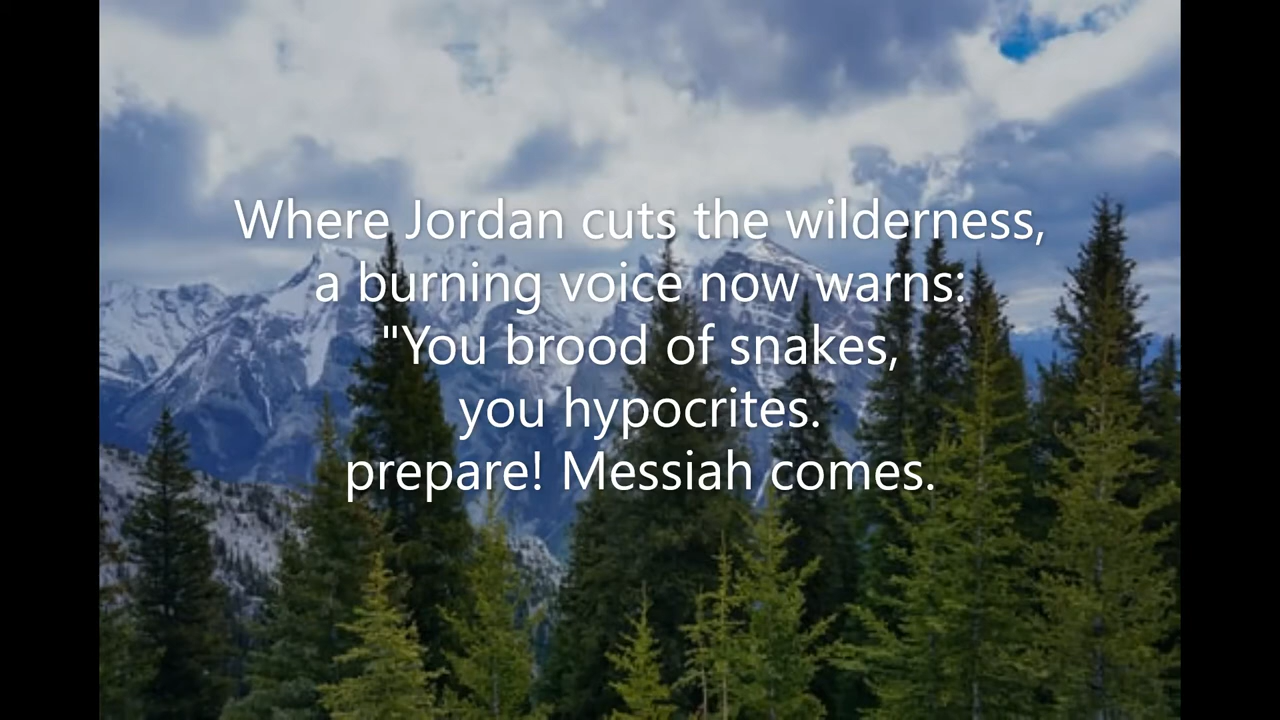 Where Jordan cuts the wilderness,
a burning voice now warns:
"You brood of snakes,
you hypocrites.
prepare! Messiah comes.